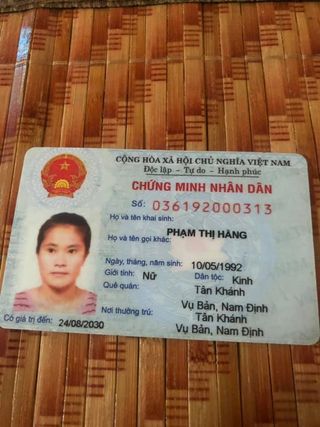 CỘNG HÒA XÃ HỘI CHỦ NGHĨA VIỆT NAM
Độc lập - Tự do - Hạnh phúc
CHỨNG MINH NHÂN DÂN
Số: 036192000313
Họ và tên khai sinh:
PHẠM THỊ HẰNG
Họ và tên gọi khác:
Ngày, tháng, năm sinh: 10/05/1992
Giới tính: Nữ Dân tộc: Kinh
Quê quán: Tân Khánh
Vụ Bản, Nam Định
Nơi thường trú: Tân Khánh
Vụ Bản, Nam Định
Có giá trị đến: 24/08/2030